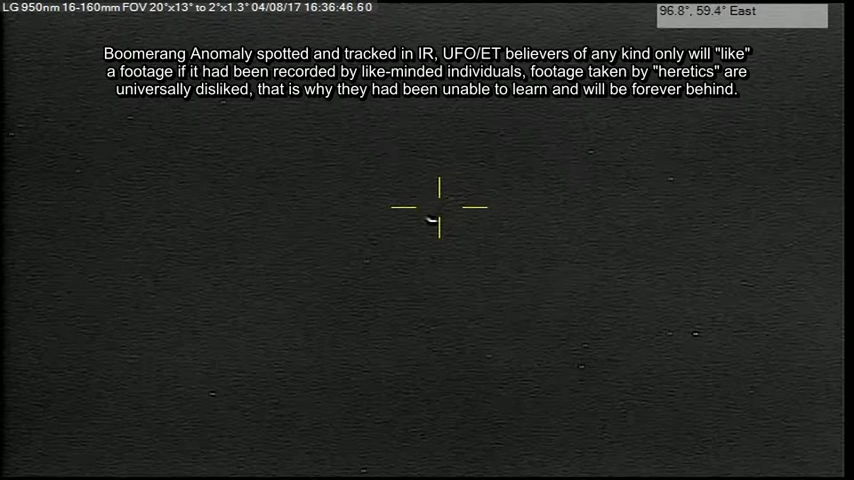 LG 950nm 16-160mm FOV 20°x13° to 2°x1.3° 04/08/17 16:36:46.60
96.8°, 59.4° East
Boomerang Anomaly spotted and tracked in IR, UFO/ET believers of any kind only will "like"
a footage if it had been recorded by like-minded individuals, footage taken by "heretics" are
universally disliked, that is why they had been unable to learn and will be forever behind.